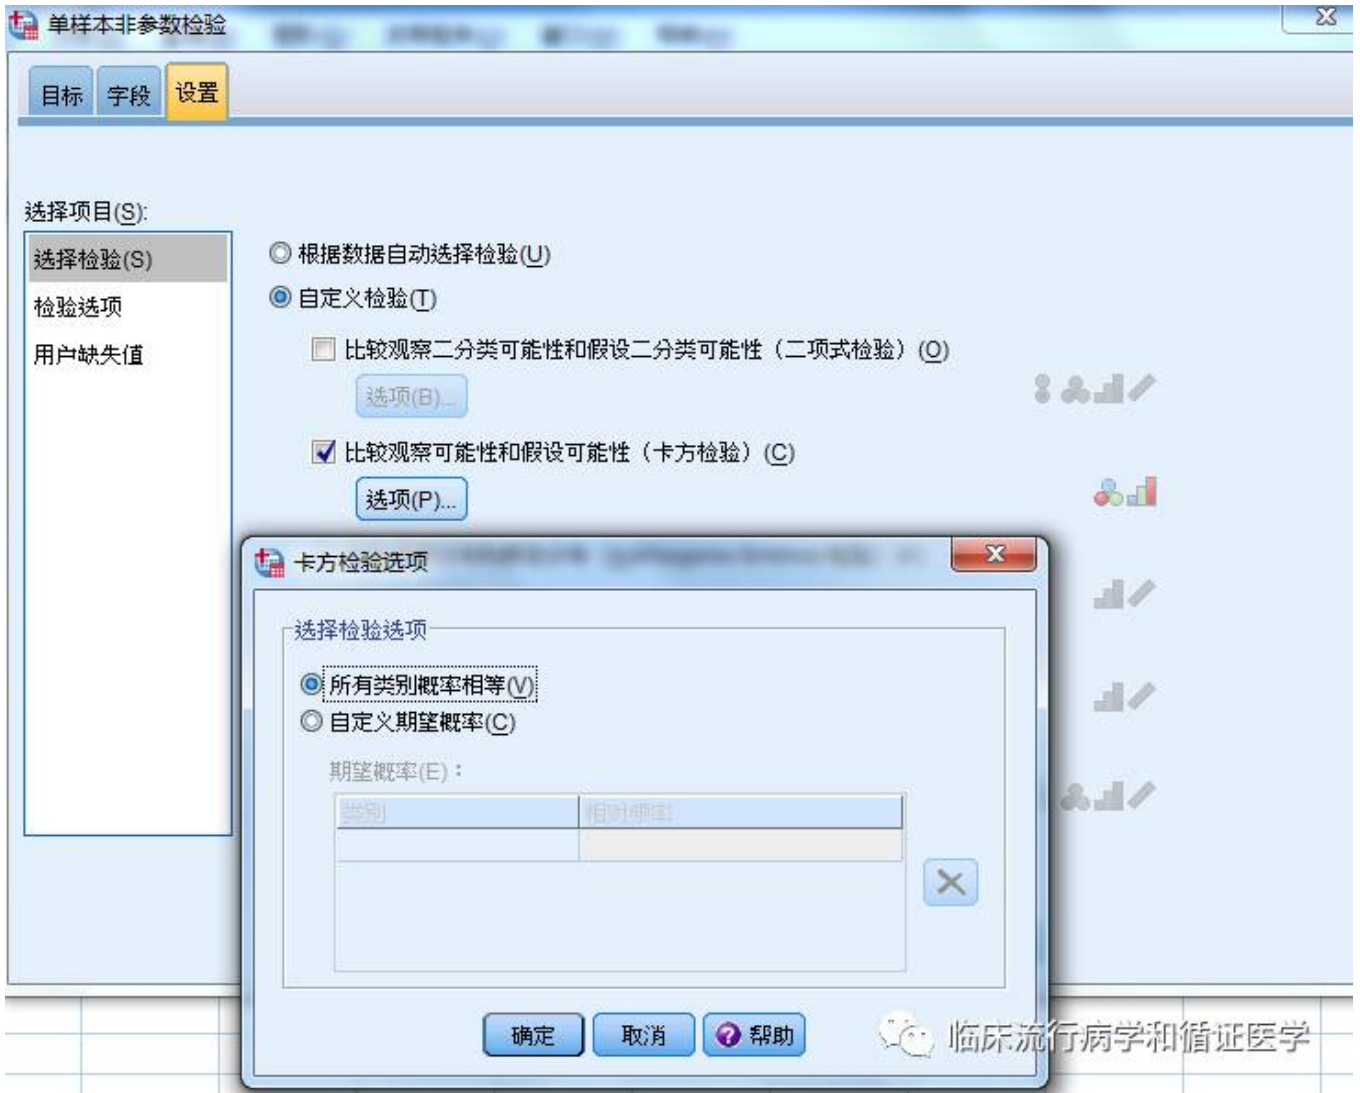 单样本非参数检验
目标 字段 设置
选择项目(S):
选择检验(S)
检验选项
用户缺失值
根据数据自动选择检验(U)
自定义检验(T)
比较观察二分类可能性和假设二分类可能性（二项式检验）(O)
选项(B)...
比较观察可能性和假设可能性（卡方检验）(C)
选项(P)...
卡方检验选项
选择检验选项
所有类别概率相等(V)
自定义期望概率(C)
期望概率(E)：
类别 相对频率
确定 取消 帮助
临床流行病学和循证医学